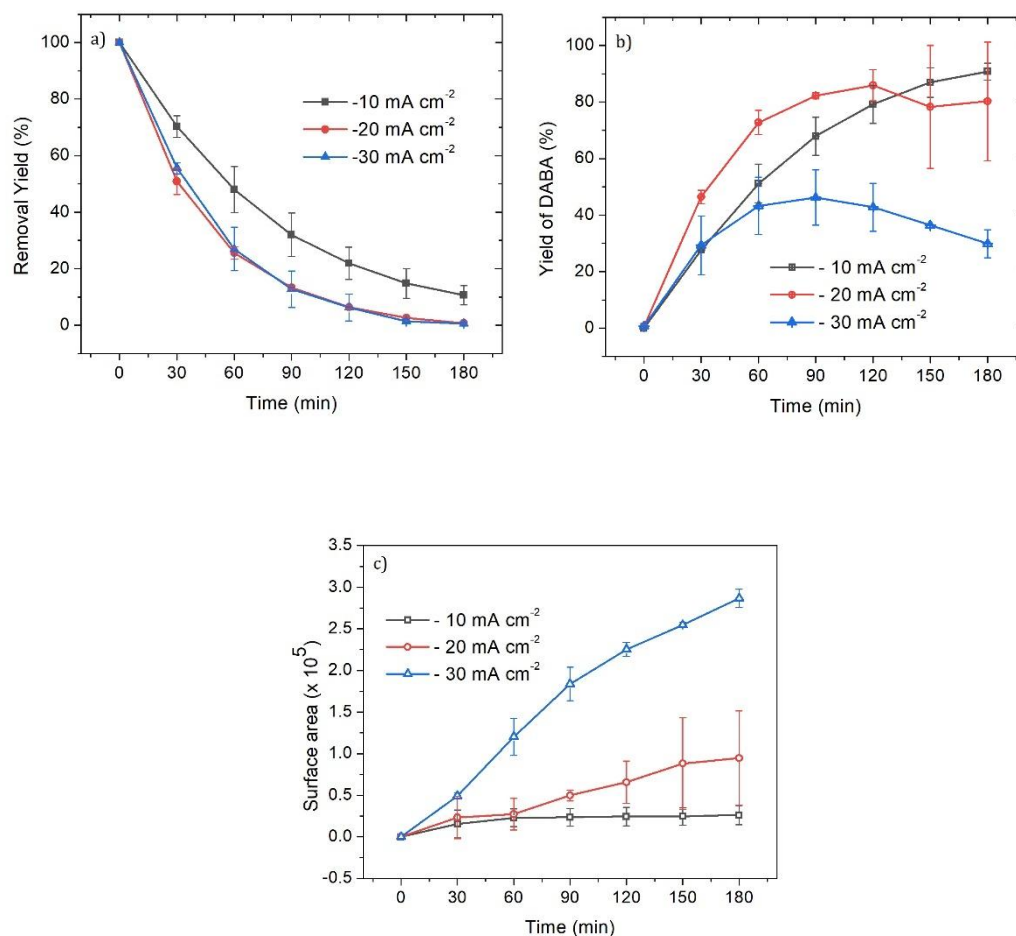 a)
Removal Yield (%)
100
80
60
40
20
0
-10 mA cm⁻²
-20 mA cm⁻²
-30 mA cm⁻²
0 30 60 90 120 150 180
Time (min)
b)
Yield of DABA (%)
100
80
60
40
20
0
- 10 mA cm⁻²
- 20 mA cm⁻²
- 30 mA cm⁻²
0 30 60 90 120 150 180
Time (min)
c)
Surface area (x 10⁵)
3.5
3.0
2.5
2.0
1.5
1.0
0.5
0.0
-0.5
- 10 mA cm⁻²
- 20 mA cm⁻²
- 30 mA cm⁻²
0 30 60 90 120 150 180
Time (min)